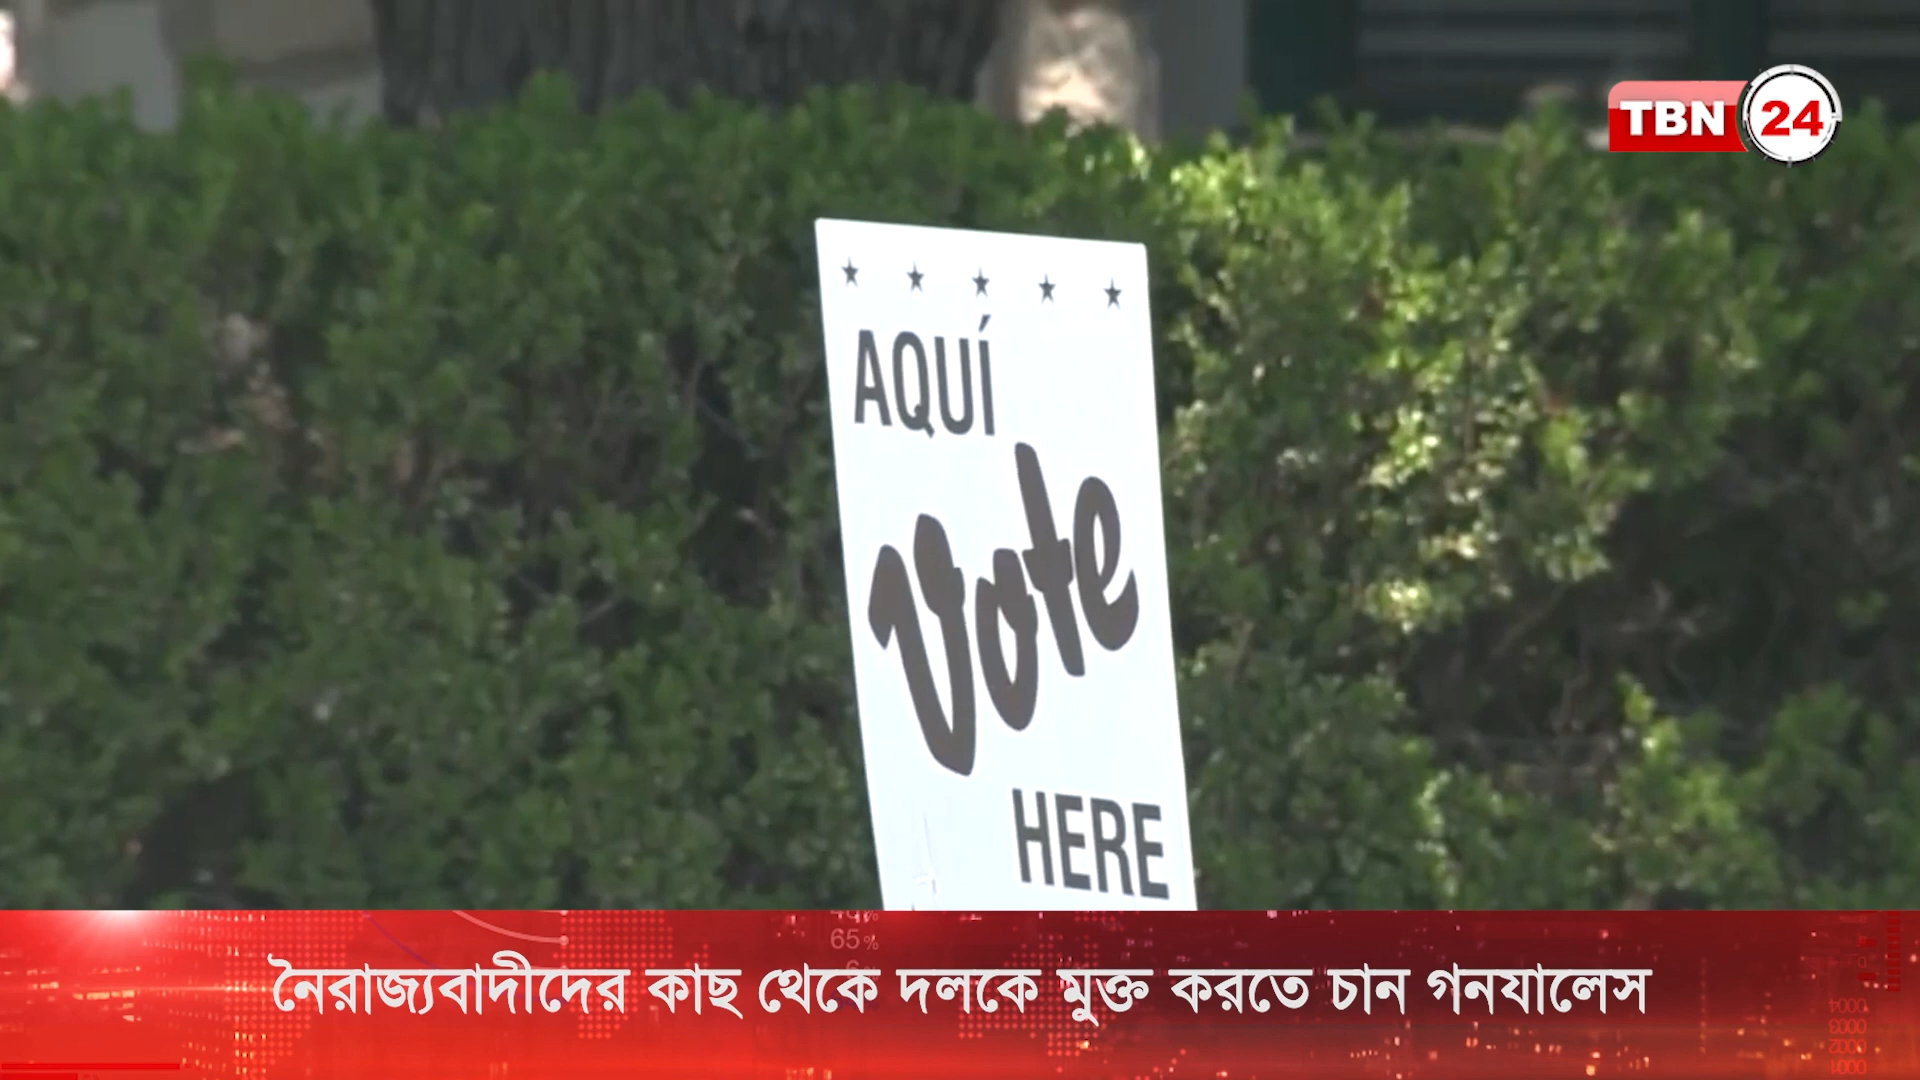 TBN 24
AQUÍ
Vote
HERE
65%
নৈরাজ্যবাদীদের কাছ থেকে দলকে মুক্ত করতে চান গনযালেস